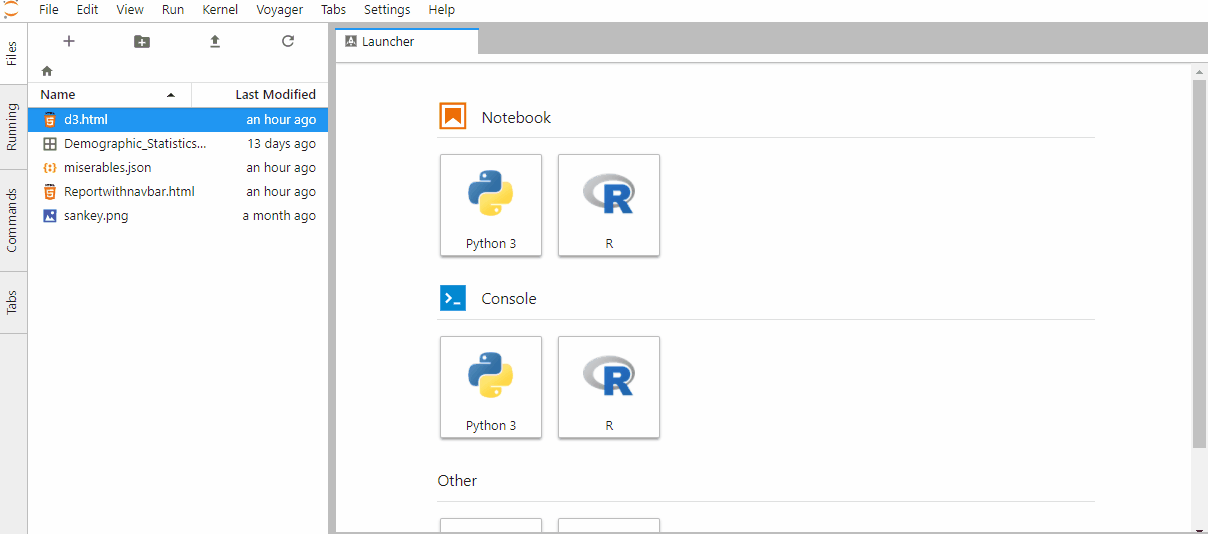 File Edit View Run Kernel Voyager Tabs Settings Help
Files
Running
Commands
Tabs
Name Last Modified
d3.html an hour ago
Demographic_Statistics... 13 days ago
miserables.json an hour ago
Reportwithnavbar.html an hour ago
sankey.png a month ago
Launcher
Notebook
Python 3 R
Console
Python 3 R
Other